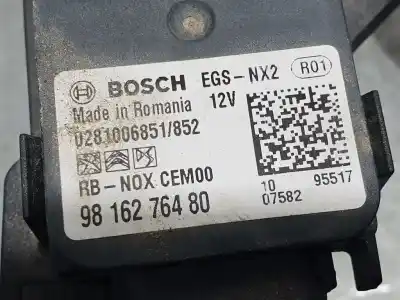 BOSCH EGS-NX2 R01
Made in Romania 12V
0281006851/852
RB-NOX CEM00
98 162 764 80
10 95517
07582